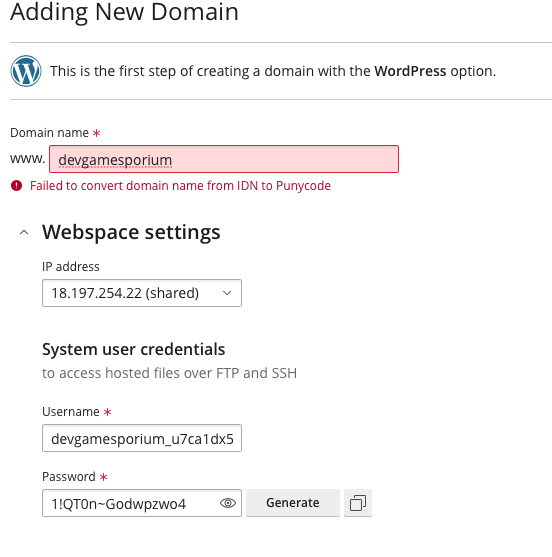 Adding New Domain
This is the first step of creating a domain with the WordPress option.
Domain name *
www. devgamesporium
Failed to convert domain name from IDN to Punycode
Webspace settings
IP address
18.197.254.22 (shared)
System user credentials
to access hosted files over FTP and SSH
Username *
devgamesporium_u7ca1dx5
Password *
1!QT0n~Godwpzwo4 Generate